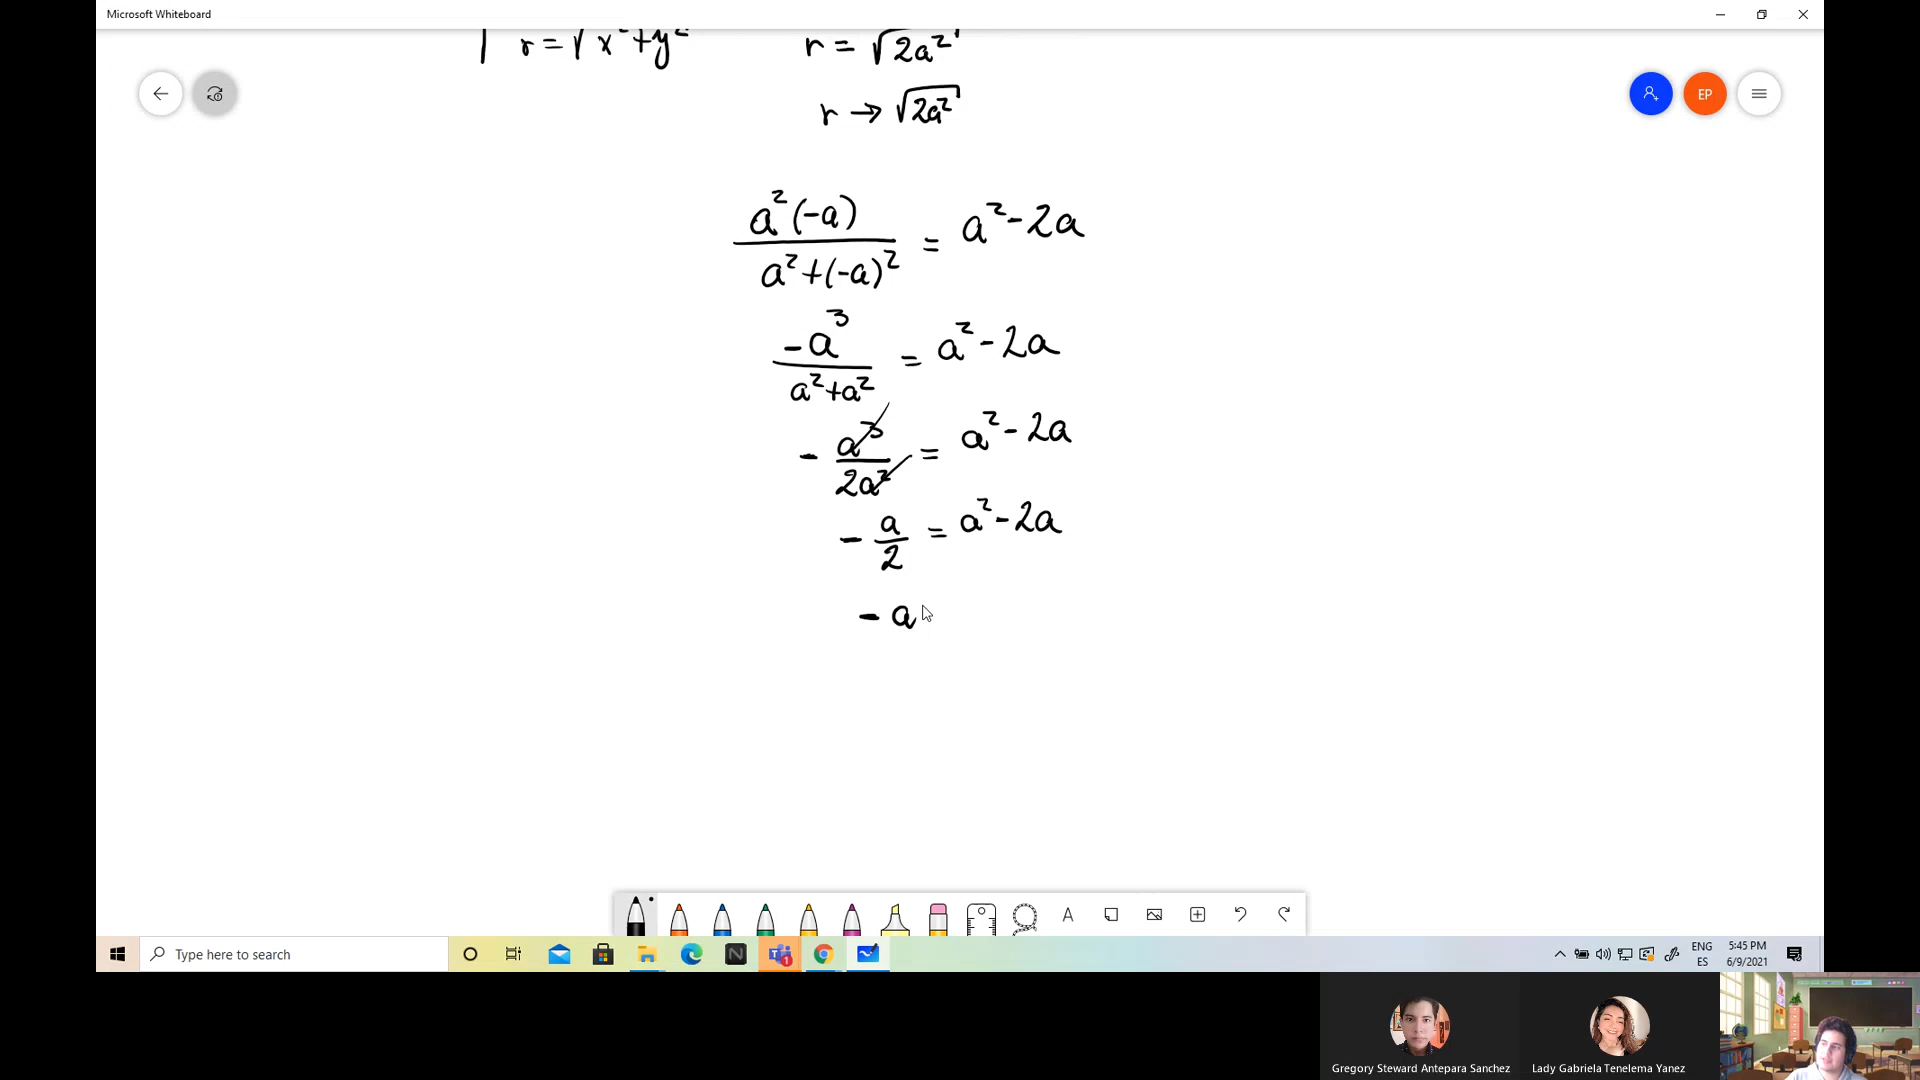 Microsoft Whiteboard
r = √x²+y²
r = √2a²
r → √2a²
EP
a²(-a) / a²+(-a)² = a²-2a
-a³ / a²+a² = a²-2a
- a³ / 2a² = a²-2a
- a / 2 = a²-2a
- a
A
Type here to search
N
1
ENG
ES
5:45 PM
6/9/2021
Gregory Steward Antepara Sanchez
Lady Gabriela Tenelema Yanez